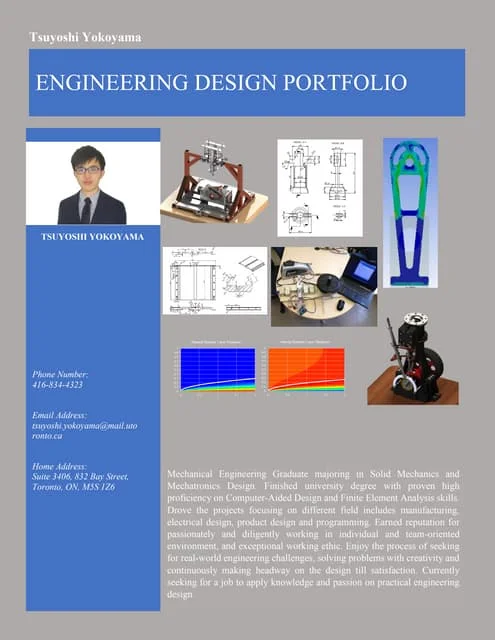 Tsuyoshi Yokoyama
ENGINEERING DESIGN PORTFOLIO
TSUYOSHI YOKOYAMA
Phone Number:
416-834-4323
Email Address:
tsuyoshi.yokoyama@mail.uto
ronto.ca
Home Address:
Suite 3406, 832 Bay Street,
Toronto, ON, M5S 1Z6
Mechanical Engineering Graduate majoring in Solid Mechanics and
Mechatronics Design. Finished university degree with proven high
proficiency on Computer-Aided Design and Finite Element Analysis skills.
Drove the projects focusing on different field includes manufacturing,
electrical design, product design and programming. Earned reputation for
passionately and diligently working in individual and team-oriented
environment, and exceptional working ethic. Enjoy the process of seeking
for real-world engineering challenges, solving problems with creativity and
continuously making headway on the design till satisfaction. Currently
seeking for a job to apply knowledge and passion on practical engineering
design.